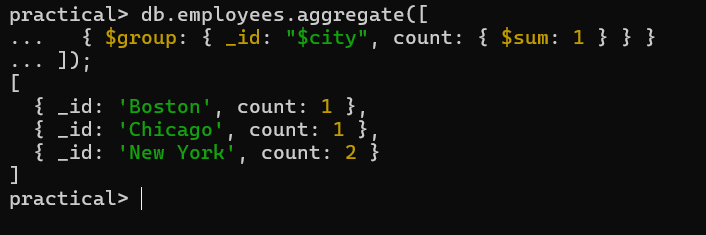 practical> db.employees.aggregate([
...   { $group: { _id: "$city", count: { $sum: 1 } } }
... ]);
[
  { _id: 'Boston', count: 1 },
  { _id: 'Chicago', count: 1 },
  { _id: 'New York', count: 2 }
]
practical>